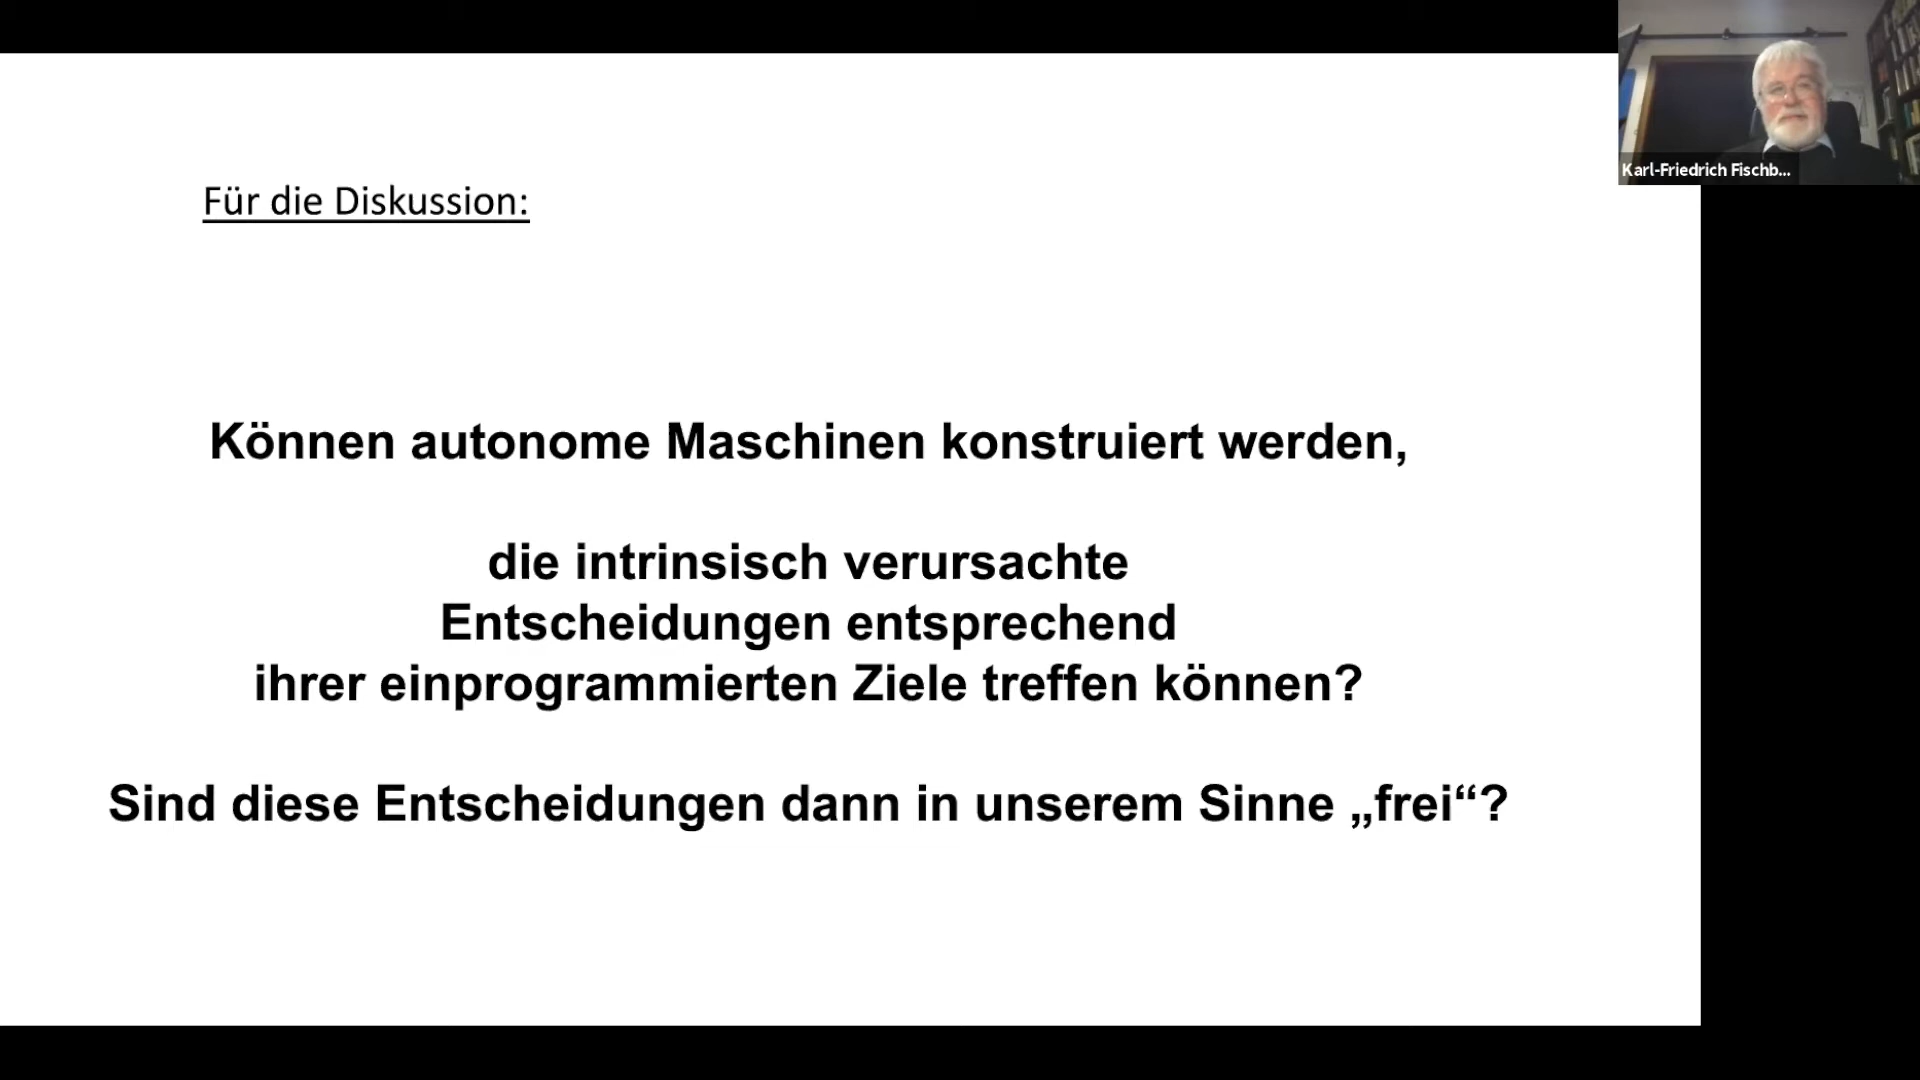 Karl-Friedrich Fischb...
Für die Diskussion:
Können autonome Maschinen konstruiert werden,
die intrinsisch verursachte
Entscheidungen entsprechend
ihrer einprogrammierten Ziele treffen können?
Sind diese Entscheidungen dann in unserem Sinne „frei“?